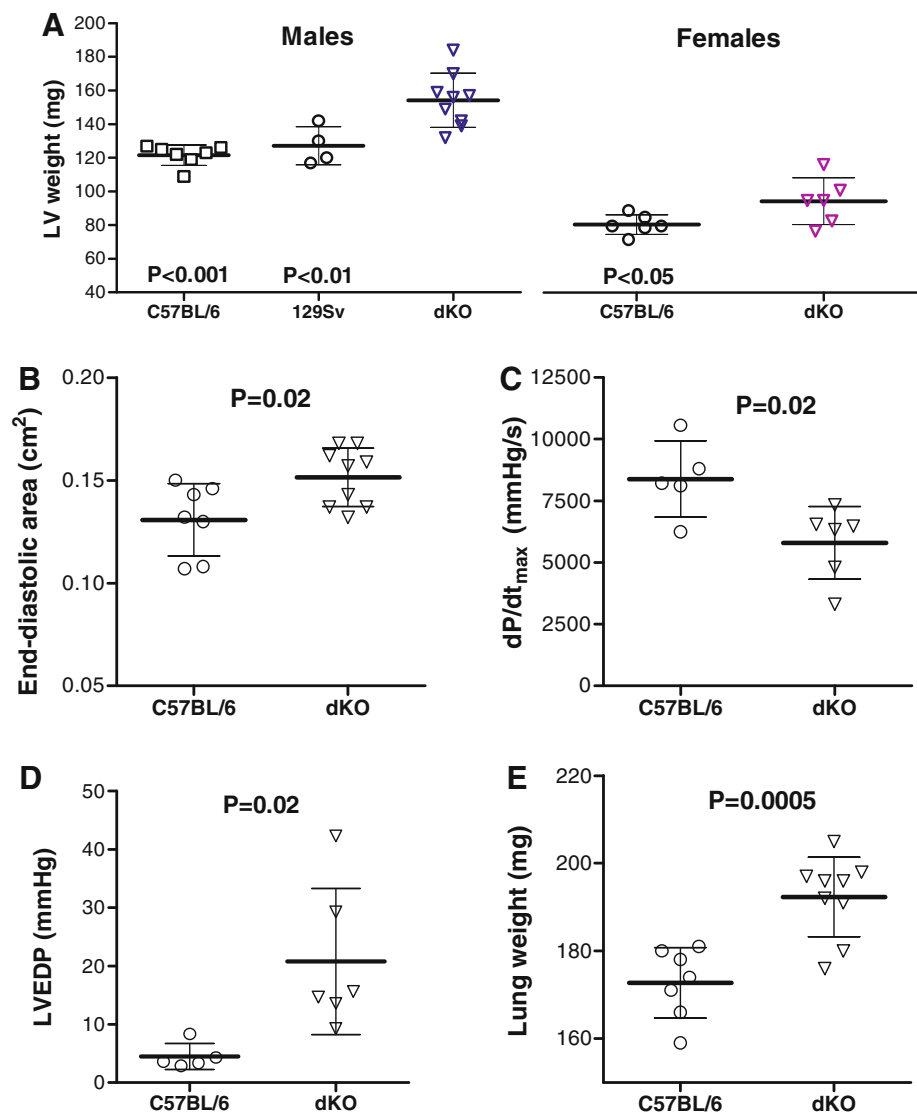 A
Males
Females
LV weight (mg)
200
180
160
140
120
100
80
60
40
P<0.001
P<0.01
P<0.05
C57BL/6
129Sv
dKO
C57BL/6
dKO
B
P=0.02
End-diastolic area (cm²)
0.20
0.15
0.10
0.05
C57BL/6
dKO
C
P=0.02
dP/dtmax (mmHg/s)
12500
10000
7500
5000
2500
0
C57BL/6
dKO
D
P=0.02
LVEDP (mmHg)
50
40
30
20
10
0
C57BL/6
dKO
E
P=0.0005
Lung weight (mg)
220
200
180
160
C57BL/6
dKO